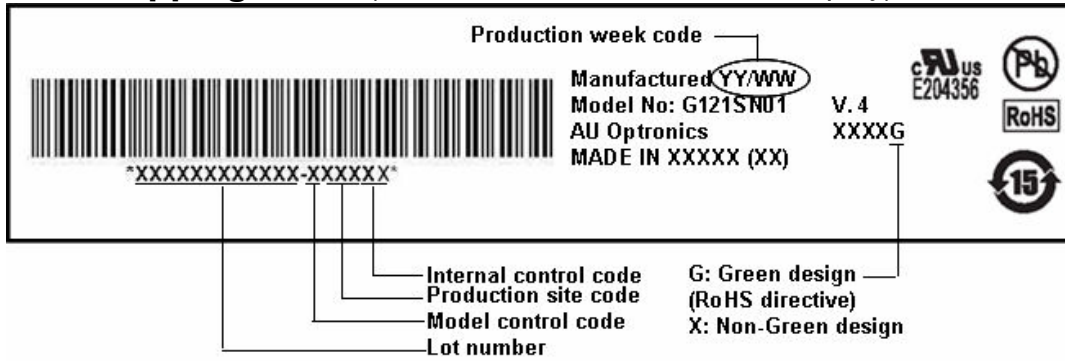 Production week code
Manufactured YY/WW
Model No: G121SN01 V.4
AU Optronics XXXXG
MADE IN XXXXX (XX)
c RU us
E204356
Pb
RoHS
15
*XXXXXXXXXXXX-XXXXXX*
Internal control code
Production site code
Model control code
Lot number
G: Green design
(RoHS directive)
X: Non-Green design